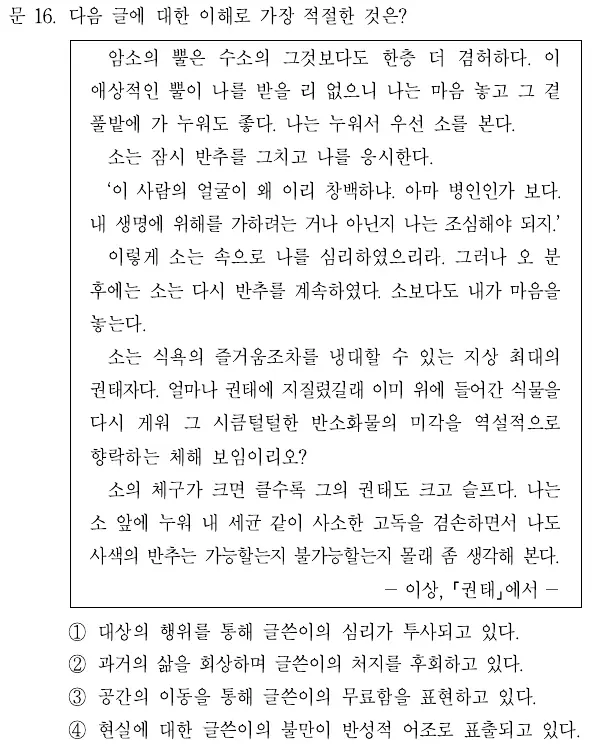 문 16. 다음 글에 대한 이해로 가장 적절한 것은?
암소의 뿔은 수소의 그것보다도 한층 더 겸허하다. 이
애상적인 뿔이 나를 받을 리 없으니 나는 마음 놓고 그 곁
풀밭에 가 누워도 좋다. 나는 누워서 우선 소를 본다.
소는 잠시 반추를 그치고 나를 응시한다.
‘이 사람의 얼굴이 왜 이리 창백하냐. 아마 병인인가 보다.
내 생명에 위해를 가하려는 거나 아닌지 나는 조심해야 되지.’
이렇게 소는 속으로 나를 심리하였으리라. 그러나 오 분
후에는 소는 다시 반추를 계속하였다. 소보다도 내가 마음을
놓는다.
소는 식욕의 즐거움조차를 냉대할 수 있는 지상 최대의
권태자다. 얼마나 권태에 지질렸길래 이미 위에 들어간 식물을
다시 게워 그 시큼털털한 반소화물의 미각을 역설적으로
향락하는 체해 보임이리오?
소의 체구가 크면 클수록 그의 권태도 크고 슬프다. 나는
소 앞에 누워 내 세균 같이 사소한 고독을 겸손하면서 나도
사색의 반추는 가능할는지 불가능할는지 몰래 좀 생각해 본다.
- 이상, ｢권태｣에서 -
① 대상의 행위를 통해 글쓴이의 심리가 투사되고 있다.
② 과거의 삶을 회상하며 글쓴이의 처지를 후회하고 있다.
③ 공간의 이동을 통해 글쓴이의 무료함을 표현하고 있다.
④ 현실에 대한 글쓴이의 불만이 반성적 어조로 표출되고 있다.